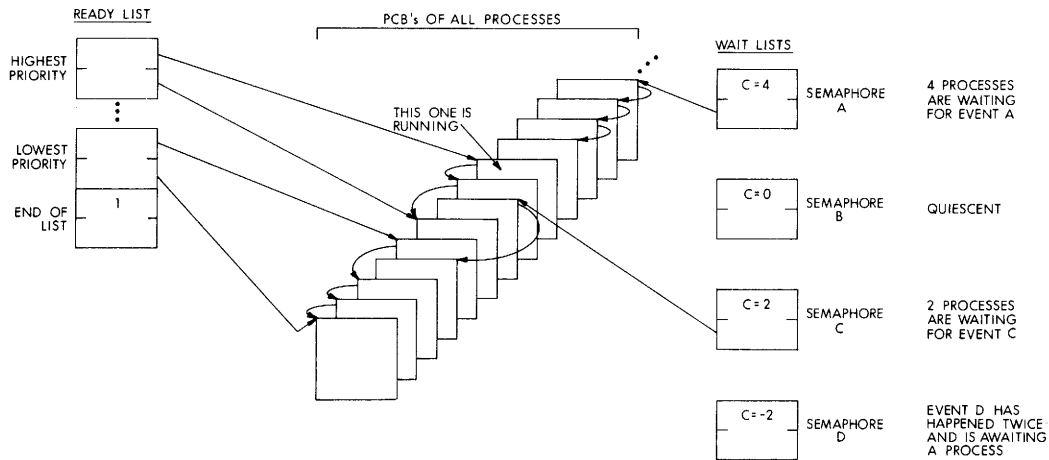 READY LIST
PCB's OF ALL PROCESSES
WAIT LISTS
HIGHEST
PRIORITY
LOWEST
PRIORITY
END OF
LIST
1
THIS ONE IS
RUNNING
C=4
SEMAPHORE
A
4 PROCESSES
ARE WAITING
FOR EVENT A
C=0
SEMAPHORE
B
QUIESCENT
C=2
SEMAPHORE
C
2 PROCESSES
ARE WAITING
FOR EVENT C
C=-2
SEMAPHORE
D
EVENT D HAS
HAPPENED TWICE
AND IS AWAITING
A PROCESS